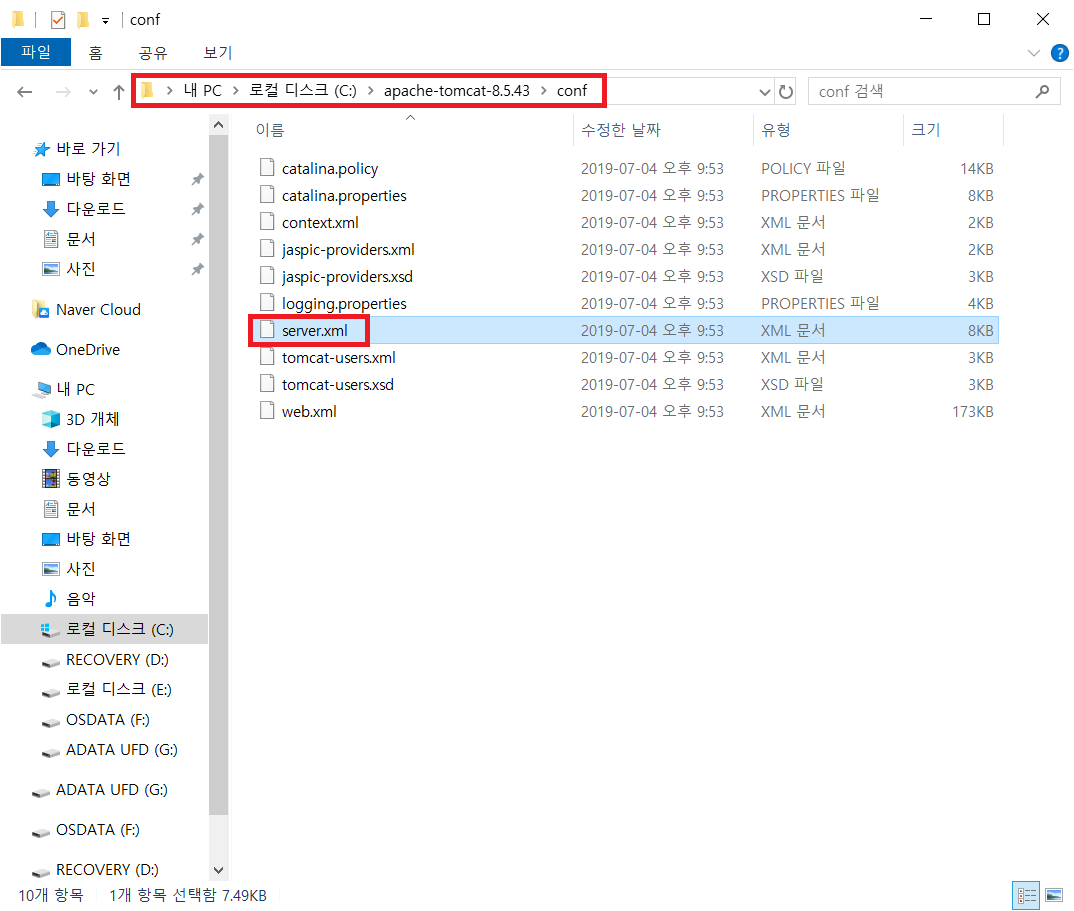 conf
파일 홈 공유 보기
내 PC 로컬 디스크 (C:) apache-tomcat-8.5.43 conf
conf 검색
이름 수정한 날짜 유형 크기
catalina.policy 2019-07-04 오후 9:53 POLICY 파일 14KB
catalina.properties 2019-07-04 오후 9:53 PROPERTIES 파일 8KB
context.xml 2019-07-04 오후 9:53 XML 문서 2KB
jaspic-providers.xml 2019-07-04 오후 9:53 XML 문서 2KB
jaspic-providers.xsd 2019-07-04 오후 9:53 XSD 파일 3KB
logging.properties 2019-07-04 오후 9:53 PROPERTIES 파일 4KB
server.xml 2019-07-04 오후 9:53 XML 문서 8KB
tomcat-users.xml 2019-07-04 오후 9:53 XML 문서 3KB
tomcat-users.xsd 2019-07-04 오후 9:53 XSD 파일 3KB
web.xml 2019-07-04 오후 9:53 XML 문서 173KB
바로 가기
바탕 화면
다운로드
문서
사진
Naver Cloud
OneDrive
내 PC
3D 개체
다운로드
동영상
문서
바탕 화면
사진
음악
로컬 디스크 (C:)
RECOVERY (D:)
로컬 디스크 (E:)
OSDATA (F:)
ADATA UFD (G:)
ADATA UFD (G:)
OSDATA (F:)
RECOVERY (D:)
10개 항목 1개 항목 선택함 7.49KB